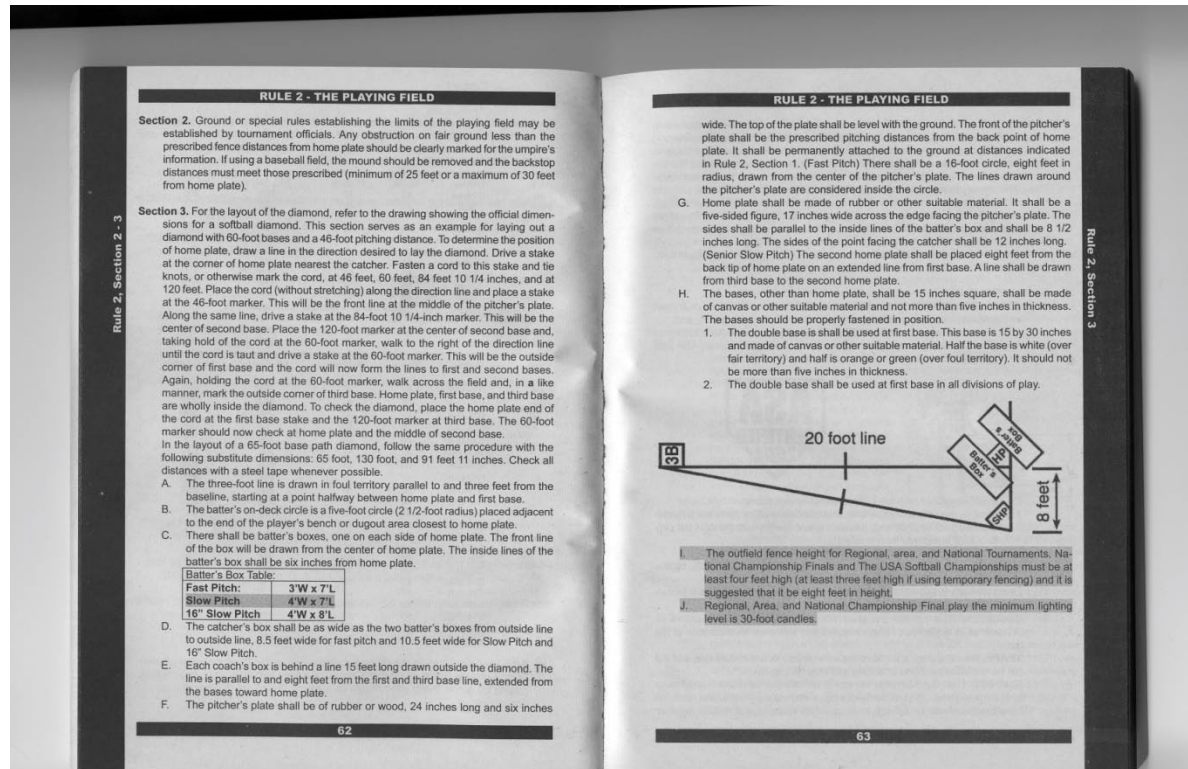 RULE 2 - THE PLAYING FIELD
Section 2. Ground or special rules establishing the limits of the playing field may be
established by tournament officials. Any obstruction on fair ground less than the
prescribed fence distances from home plate should be clearly marked for the umpire's
information. If using a baseball field, the mound should be removed and the backstop
distances must meet those prescribed (minimum of 25 feet or a maximum of 30 feet
from home plate).
Section 3. For the layout of the diamond, refer to the drawing showing the official dimen-
sions for a softball diamond. This section serves as an example for laying out a
diamond with 60-foot bases and a 46-foot pitching distance. To determine the position
of home plate, draw a line in the direction desired to lay the diamond. Drive a stake
at the corner of home plate nearest the catcher. Fasten a cord to this stake and tie
knots, or otherwise mark the cord, at 46 feet, 60 feet, 84 feet 10 1/4 inches, and at
120 feet. Place the cord (without stretching) along the direction line and place a stake
at the 46-foot marker. This will be the front line at the middle of the pitcher's plate.
Along the same line, drive a stake at the 84-foot 10 1/4-inch marker. This will be the
center of second base. Place the 120-foot marker at the center of second base and,
taking hold of the cord at the 60-foot marker, walk to the right of the direction line
until the cord is taut and drive a stake at the 60-foot marker. This will be the outside
corner of first base and the cord will now form the lines to first and second bases.
Again, holding the cord at the 60-foot marker, walk across the field and, in a like
manner, mark the outside corner of third base. Home plate, first base, and third base
are wholly inside the diamond. To check the diamond, place the home plate end of
the cord at the first base stake and the 120-foot marker at third base. The 60-foot
marker should now check at home plate and the middle of second base.
In the layout of a 65-foot base path diamond, follow the same procedure with the
following substitute dimensions: 65 foot, 130 foot, and 91 feet 11 inches. Check all
distances with a steel tape whenever possible.
A. The three-foot line is drawn in foul territory parallel to and three feet from the
baseline, starting at a point halfway between home plate and first base.
B. The batter's on-deck circle is a five-foot circle (2 1/2-foot radius) placed adjacent
to the end of the player's bench or dugout area closest to home plate.
C. There shall be batter's boxes, one on each side of home plate. The front line
of the box will be drawn from the center of home plate. The inside lines of the
batter's box shall be six inches from home plate.
Batter's Box Table:
Fast Pitch: 3'W x 7'L
Slow Pitch 4'W x 7'L
16" Slow Pitch 4'W x 8'L
D. The catcher's box shall be as wide as the two batter's boxes from outside line
to outside line, 8.5 feet wide for fast pitch and 10.5 feet wide for Slow Pitch and
16" Slow Pitch.
E. Each coach's box is behind a line 15 feet long drawn outside the diamond. The
line is parallel to and eight feet from the first and third base line, extended from
the bases toward home plate.
F. The pitcher's plate shall be of rubber or wood, 24 inches long and six inches
62
Rule 2, Section 2 - 3
RULE 2 - THE PLAYING FIELD
wide. The top of the plate shall be level with the ground. The front of the pitcher's
plate shall be the prescribed pitching distances from the back point of home
plate. It shall be permanently attached to the ground at distances indicated
in Rule 2, Section 1. (Fast Pitch) There shall be a 16-foot circle, eight feet in
radius, drawn from the center of the pitcher's plate. The lines drawn around
the pitcher's plate are considered inside the circle.
G. Home plate shall be made of rubber or other suitable material. It shall be a
five-sided figure, 17 inches wide across the edge facing the pitcher's plate. The
sides shall be parallel to the inside lines of the batter's box and shall be 8 1/2
inches long. The sides of the point facing the catcher shall be 12 inches long.
(Senior Slow Pitch) The second home plate shall be placed eight feet from the
back tip of home plate on an extended line from first base. A line shall be drawn
from third base to the second home plate.
H. The bases, other than home plate, shall be 15 inches square, shall be made
of canvas or other suitable material and not more than five inches in thickness.
The bases should be properly fastened in position.
1. The double base is shall be used at first base. This base is 15 by 30 inches
and made of canvas or other suitable material. Half the base is white (over
fair territory) and half is orange or green (over foul territory). It should not
be more than five inches in thickness.
2. The double base shall be used at first base in all divisions of play.
20 foot line
3B
Batter's
Box
HP
Batter's
Box
SHP
8 feet
I. The outfield fence height for Regional, area, and National Tournaments, Na-
tional Championship Finals and The USA Softball Championships must be at
least four feet high (at least three feet high if using temporary fencing) and it is
suggested that it be eight feet in height.
J. Regional, Area, and National Championship Final play the minimum lighting
level is 30-foot candles.
63
Rule 2, Section 3